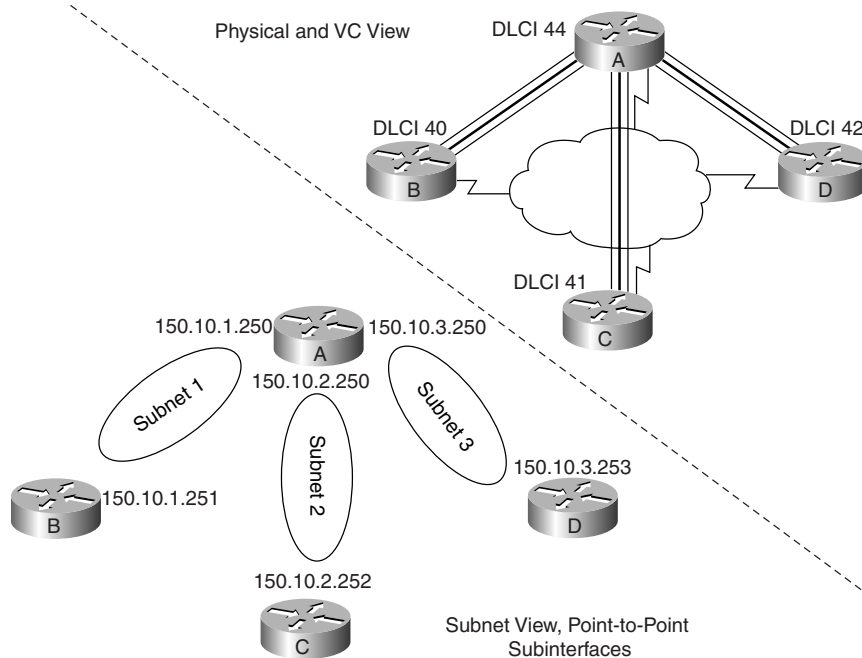 Physical and VC View
DLCI 44
A
DLCI 40
DLCI 42
B
D
DLCI 41
C
150.10.1.250
150.10.3.250
A
150.10.2.250
Subnet 1
Subnet 3
Subnet 2
150.10.3.253
B
150.10.1.251
D
150.10.2.252
C
Subnet View, Point-to-Point
Subinterfaces